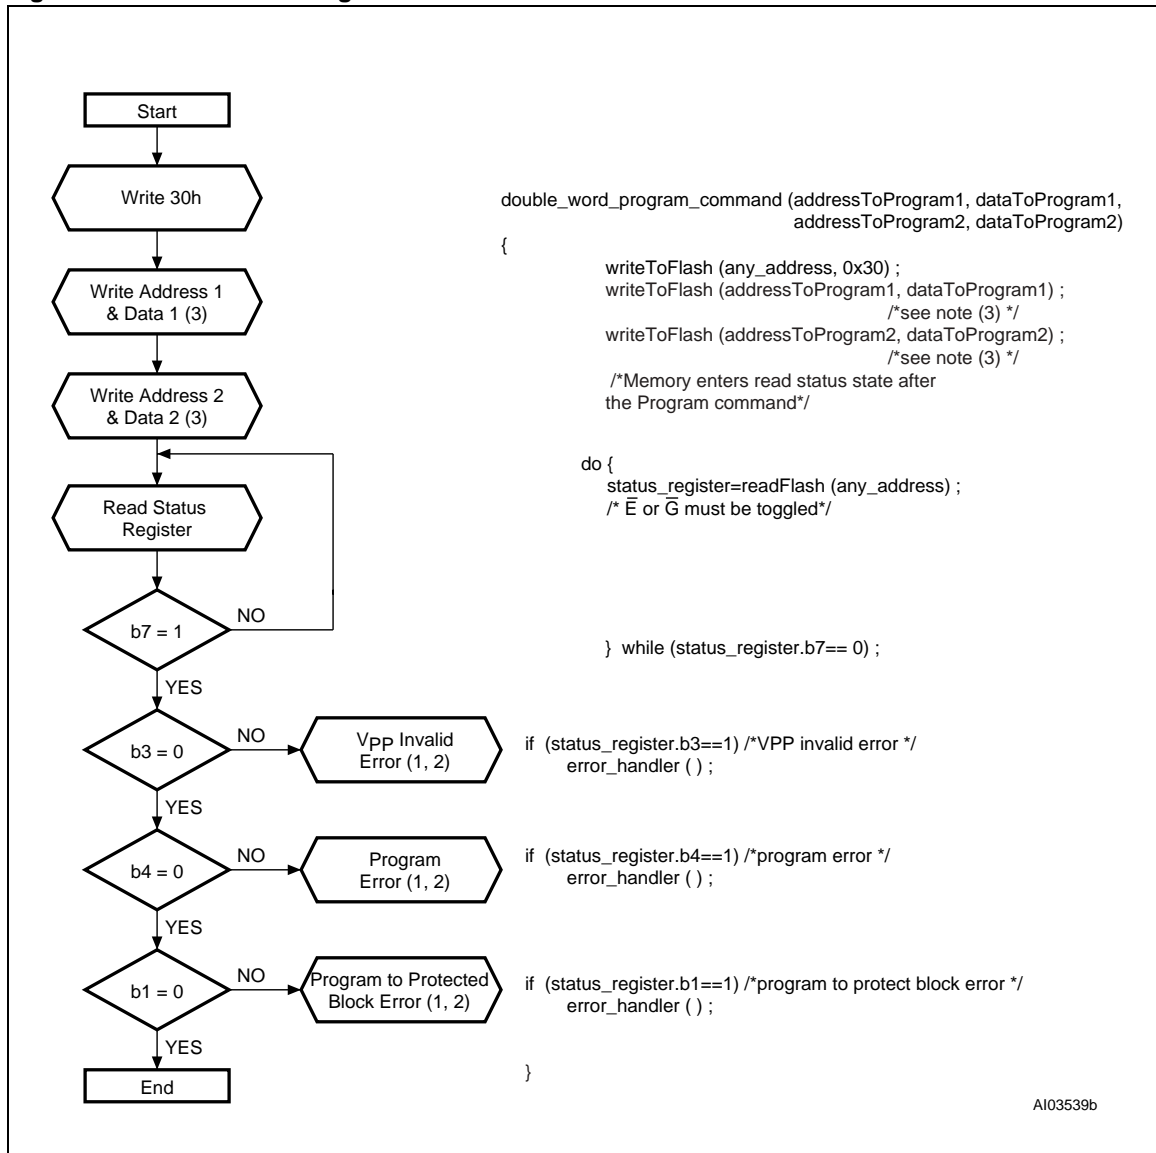 Start
Write 30h
Write Address 1
& Data 1 (3)
Write Address 2
& Data 2 (3)
Read Status
Register
b7 = 1
NO
YES
b3 = 0
NO
VPP Invalid
Error (1, 2)
YES
b4 = 0
NO
Program
Error (1, 2)
YES
b1 = 0
NO
Program to Protected
Block Error (1, 2)
YES
End
double_word_program_command (addressToProgram1, dataToProgram1,
addressToProgram2, dataToProgram2)
{
writeToFlash (any_address, 0x30) ;
writeToFlash (addressToProgram1, dataToProgram1) ;
/*see note (3) */
writeToFlash (addressToProgram2, dataToProgram2) ;
/*see note (3) */
/*Memory enters read status state after
the Program command*/
do {
status_register=readFlash (any_address) ;
/* E̅ or G̅ must be toggled*/
} while (status_register.b7== 0) ;
if (status_register.b3==1) /*VPP invalid error */
error_handler ( ) ;
if (status_register.b4==1) /*program error */
error_handler ( ) ;
if (status_register.b1==1) /*program to protect block error */
error_handler ( ) ;
}
AI03539b